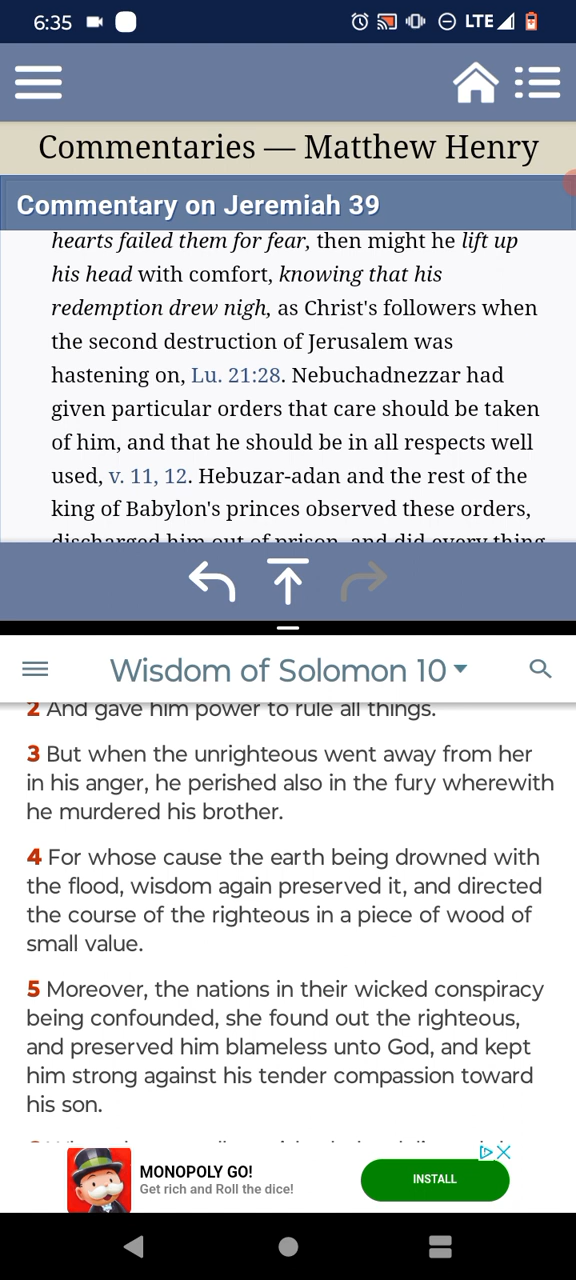 6:35
LTE
Commentaries — Matthew Henry
Commentary on Jeremiah 39
hearts failed them for fear, then might he lift up
his head with comfort, knowing that his
redemption drew nigh, as Christ's followers when
the second destruction of Jerusalem was
hastening on, Lu. 21:28. Nebuchadnezzar had
given particular orders that care should be taken
of him, and that he should be in all respects well
used, v. 11, 12. Hebuzar-adan and the rest of the
king of Babylon's princes observed these orders,
discharged him out of prison, and did every thing
Wisdom of Solomon 10
2 And gave him power to rule all things.
3 But when the unrighteous went away from her
in his anger, he perished also in the fury wherewith
he murdered his brother.
4 For whose cause the earth being drowned with
the flood, wisdom again preserved it, and directed
the course of the righteous in a piece of wood of
small value.
5 Moreover, the nations in their wicked conspiracy
being confounded, she found out the righteous,
and preserved him blameless unto God, and kept
him strong against his tender compassion toward
his son.
MONOPOLY GO!
Get rich and Roll the dice!
INSTALL